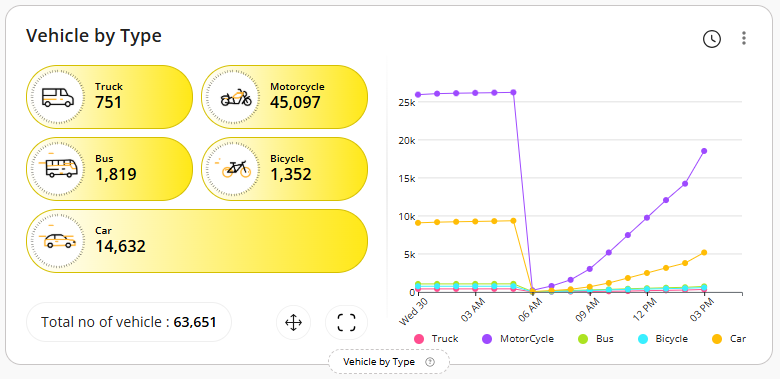 Vehicle by Type
Truck
751
Motorcycle
45,097
Bus
1,819
Bicycle
1,352
Car
14,632
Total no of vehicle : 63,651
25k
20k
15k
10k
5k
0
Wed 30
03 AM
06 AM
09 AM
12 PM
03 PM
Truck
MotorCycle
Bus
Bicycle
Car
Vehicle by Type